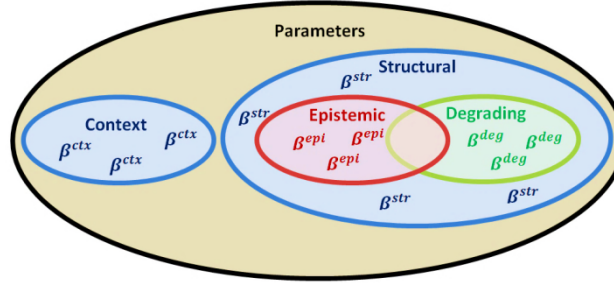 Parameters
Structural
β^str
β^str
Context
β^ctx
β^ctx
β^ctx
Epistemic
β^epi
β^epi
β^epi
Degrading
β^deg
β^deg
β^deg
β^str
β^str